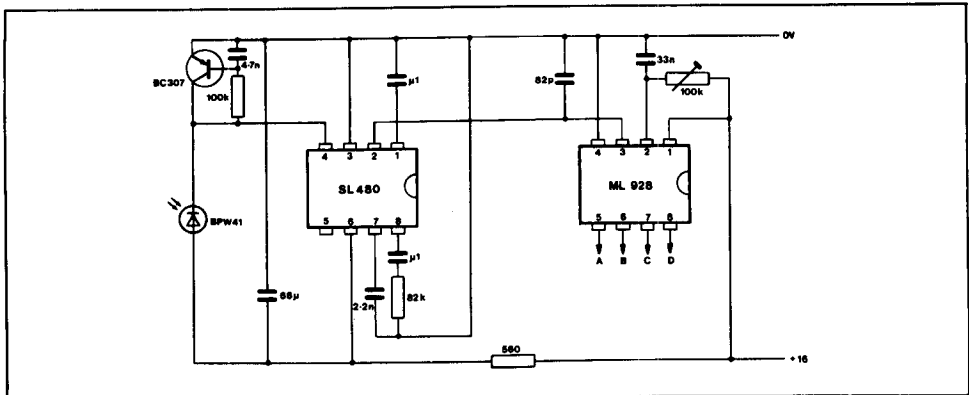 0V
4·7n
BC307
100k
µ1
82p
33n
100k
4 3 2 1
SL480
5 6 7 8
4 3 2 1
ML 928
5 6 7 8
A B C D
BPW41
µ1
68µ
2·2n
82k
560
+16